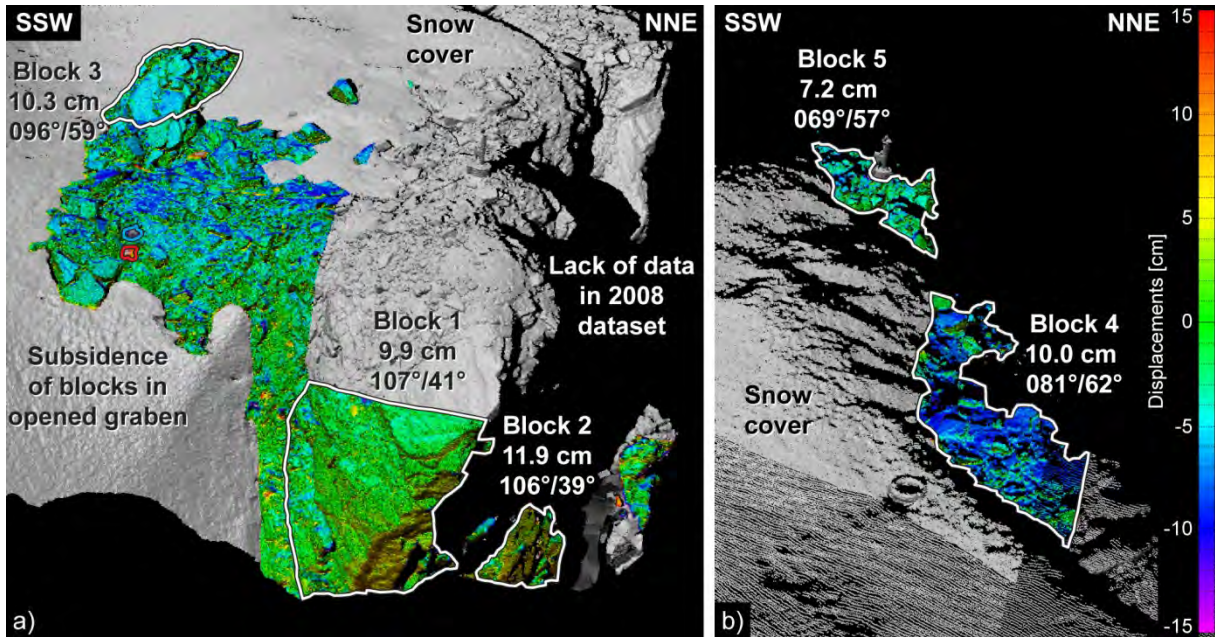 SSW
NNE
Snow
cover
Block 3
10.3 cm
096°/59°
Lack of data
in 2008
dataset
Block 1
9.9 cm
107°/41°
Subsidence
of blocks in
opened graben
Block 2
11.9 cm
106°/39°
a)
SSW
NNE
Block 5
7.2 cm
069°/57°
Block 4
10.0 cm
081°/62°
Snow
cover
b)
Displacements [cm]
15
10
5
0
-5
-10
-15